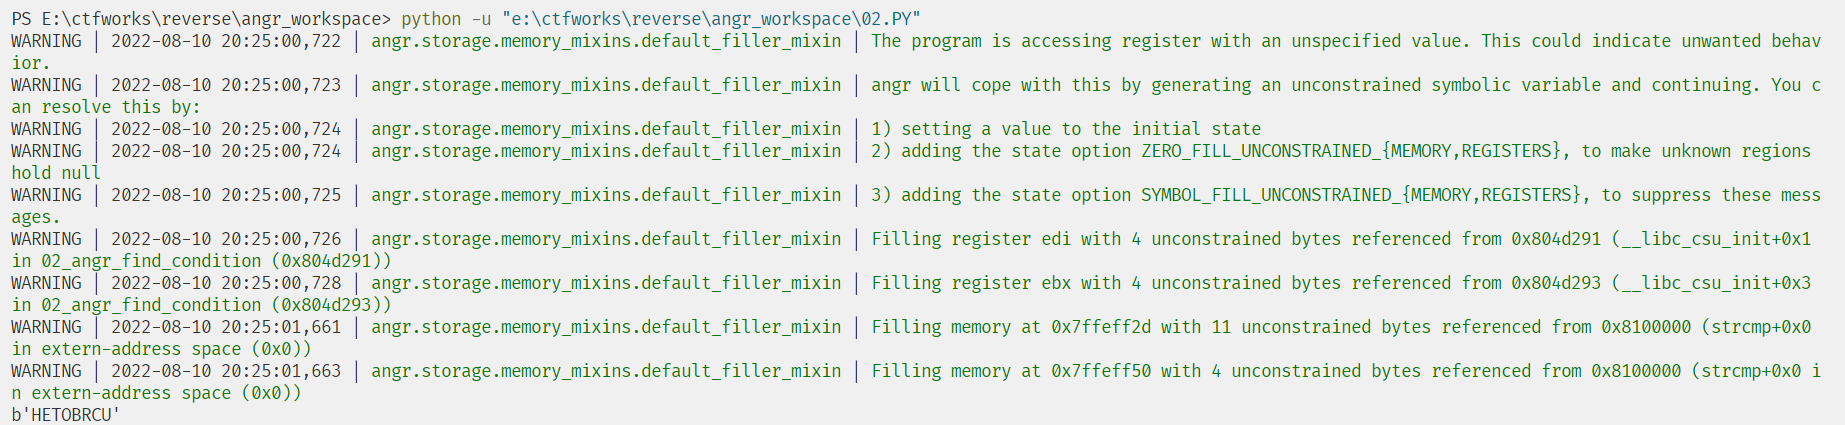 PS E:\ctfworks\reverse\angr_workspace> python -u "e:\ctfworks\reverse\angr_workspace\02.PY"
WARNING | 2022-08-10 20:25:00,722 | angr.storage.memory_mixins.default_filler_mixin | The program is accessing register with an unspecified value. This could indicate unwanted behav
ior.
WARNING | 2022-08-10 20:25:00,723 | angr.storage.memory_mixins.default_filler_mixin | angr will cope with this by generating an unconstrained symbolic variable and continuing. You c
an resolve this by:
WARNING | 2022-08-10 20:25:00,724 | angr.storage.memory_mixins.default_filler_mixin | 1) setting a value to the initial state
WARNING | 2022-08-10 20:25:00,724 | angr.storage.memory_mixins.default_filler_mixin | 2) adding the state option ZERO_FILL_UNCONSTRAINED_{MEMORY,REGISTERS}, to make unknown regions
hold null
WARNING | 2022-08-10 20:25:00,725 | angr.storage.memory_mixins.default_filler_mixin | 3) adding the state option SYMBOL_FILL_UNCONSTRAINED_{MEMORY,REGISTERS}, to suppress these mess
ages.
WARNING | 2022-08-10 20:25:00,726 | angr.storage.memory_mixins.default_filler_mixin | Filling register edi with 4 unconstrained bytes referenced from 0x804d291 (__libc_csu_init+0x1
in 02_angr_find_condition (0x804d291))
WARNING | 2022-08-10 20:25:00,728 | angr.storage.memory_mixins.default_filler_mixin | Filling register ebx with 4 unconstrained bytes referenced from 0x804d293 (__libc_csu_init+0x3
in 02_angr_find_condition (0x804d293))
WARNING | 2022-08-10 20:25:01,661 | angr.storage.memory_mixins.default_filler_mixin | Filling memory at 0x7ffeff2d with 11 unconstrained bytes referenced from 0x8100000 (strcmp+0x0
in extern-address space (0x0))
WARNING | 2022-08-10 20:25:01,663 | angr.storage.memory_mixins.default_filler_mixin | Filling memory at 0x7ffeff50 with 4 unconstrained bytes referenced from 0x8100000 (strcmp+0x0 i
n extern-address space (0x0))
b'HETOBRCU'